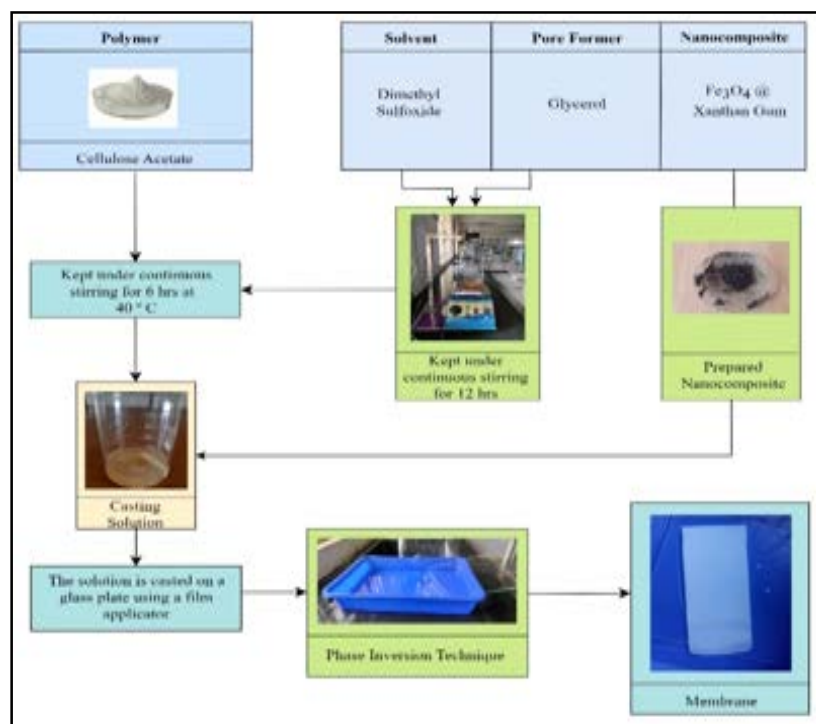 Polymer
Cellulose Acetate
Solvent
Pore Former
Nanocomposite
Dimethyl
Sulfoxide
Glycerol
Fe3O4 @
Xanthan Gum
Kept under continuous
stirring for 6 hrs at
40 ° C
Kept under
continuous stirring
for 12 hrs
Prepared
Nanocomposite
Casting
Solution
The solution is casted on a
glass plate using a film
applicator
Phase Inversion Technique
Membrane